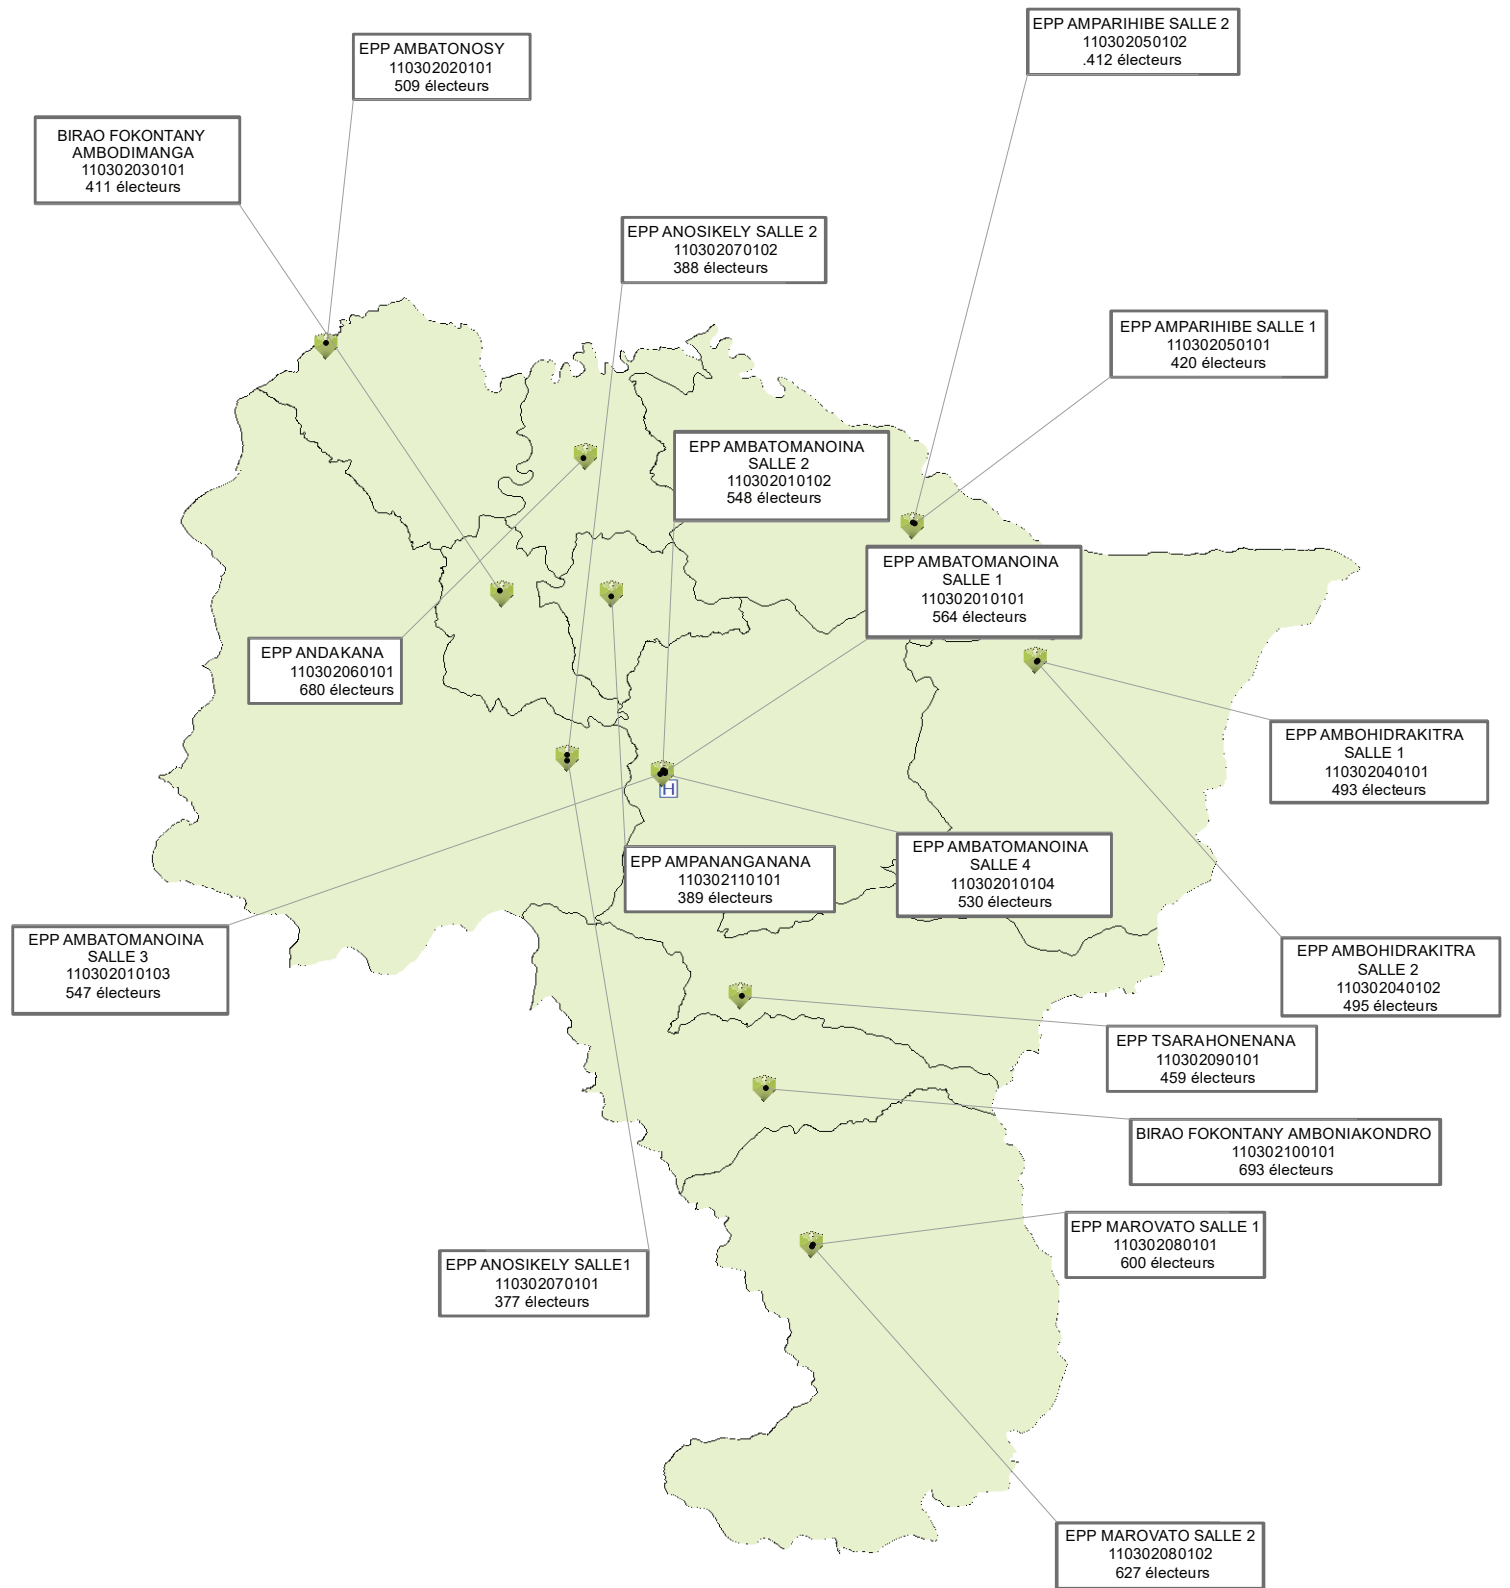 EPP AMPARIHIBE SALLE 2
110302050102
.412 électeurs
EPP AMBATONOSY
110302020101
509 électeurs
BIRAO FOKONTANY
AMBODIMANGA
110302030101
411 électeurs
EPP ANOSIKELY SALLE 2
110302070102
388 électeurs
EPP AMPARIHIBE SALLE 1
110302050101
420 électeurs
EPP AMBATOMANOINA
SALLE 2
110302010102
548 électeurs
EPP AMBATOMANOINA
SALLE 1
110302010101
564 électeurs
EPP ANDAKANA
110302060101
680 électeurs
EPP AMBOHIDRAKITRA
SALLE 1
110302040101
493 électeurs
H
EPP AMPANANGANANA
110302110101
389 électeurs
EPP AMBATOMANOINA
SALLE 4
110302010104
530 électeurs
EPP AMBATOMANOINA
SALLE 3
110302010103
547 électeurs
EPP AMBOHIDRAKITRA
SALLE 2
110302040102
495 électeurs
EPP TSARAHONENANA
110302090101
459 électeurs
BIRAO FOKONTANY AMBONIAKONDRO
110302100101
693 électeurs
EPP MAROVATO SALLE 1
110302080101
600 électeurs
EPP ANOSIKELY SALLE1
110302070101
377 électeurs
EPP MAROVATO SALLE 2
110302080102
627 électeurs